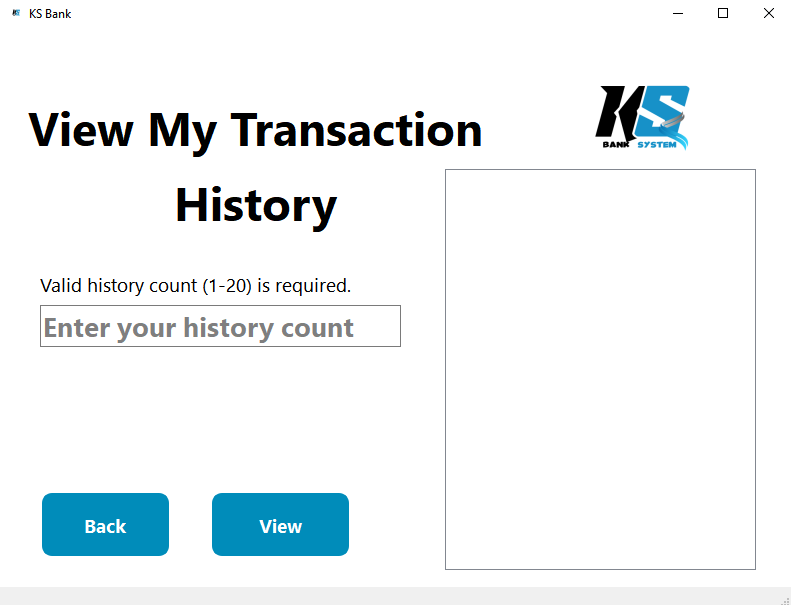 KS Bank
KS
BANK SYSTEM
View My Transaction
History
Valid history count (1-20) is required.
Enter your history count
Back
View